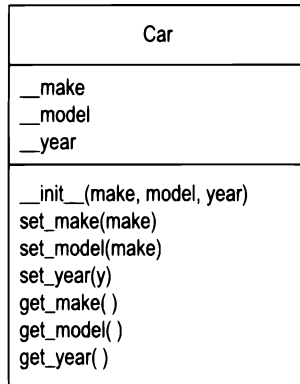 Car
__make
__model
__year
__init__(make, model, year)
set_make(make)
set_model(make)
set_year(y)
get_make( )
get_model( )
get_year( )